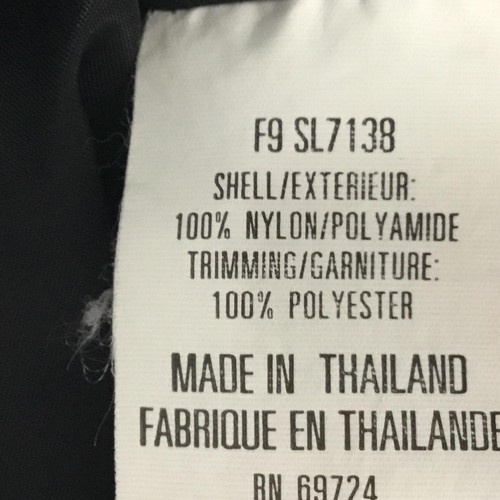 F9 SL7138
SHELL/EXTERIEUR:
100% NYLON/POLYAMIDE
TRIMMING/GARNITURE:
100% POLYESTER
MADE IN THAILAND
FABRIQUE EN THAILANDE
RN 69724